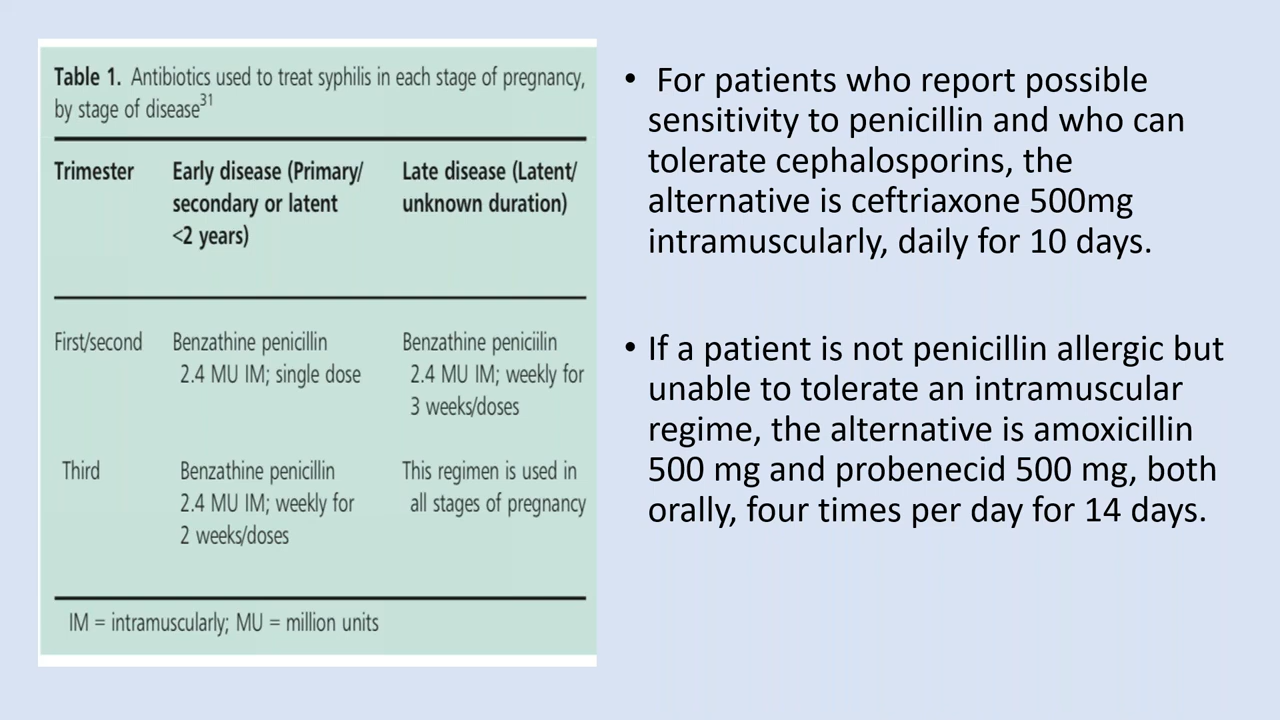 Table 1. Antibiotics used to treat syphilis in each stage of pregnancy,
by stage of disease31
Trimester
Early disease (Primary/
secondary or latent
<2 years)
Late disease (Latent/
unknown duration)
First/second
Benzathine penicillin
2.4 MU IM; single dose
Benzathine peniciilin
2.4 MU IM; weekly for
3 weeks/doses
Third
Benzathine penicillin
2.4 MU IM; weekly for
2 weeks/doses
This regimen is used in
all stages of pregnancy
IM = intramuscularly; MU = million units
• For patients who report possible
sensitivity to penicillin and who can
tolerate cephalosporins, the
alternative is ceftriaxone 500mg
intramuscularly, daily for 10 days.
• If a patient is not penicillin allergic but
unable to tolerate an intramuscular
regime, the alternative is amoxicillin
500 mg and probenecid 500 mg, both
orally, four times per day for 14 days.